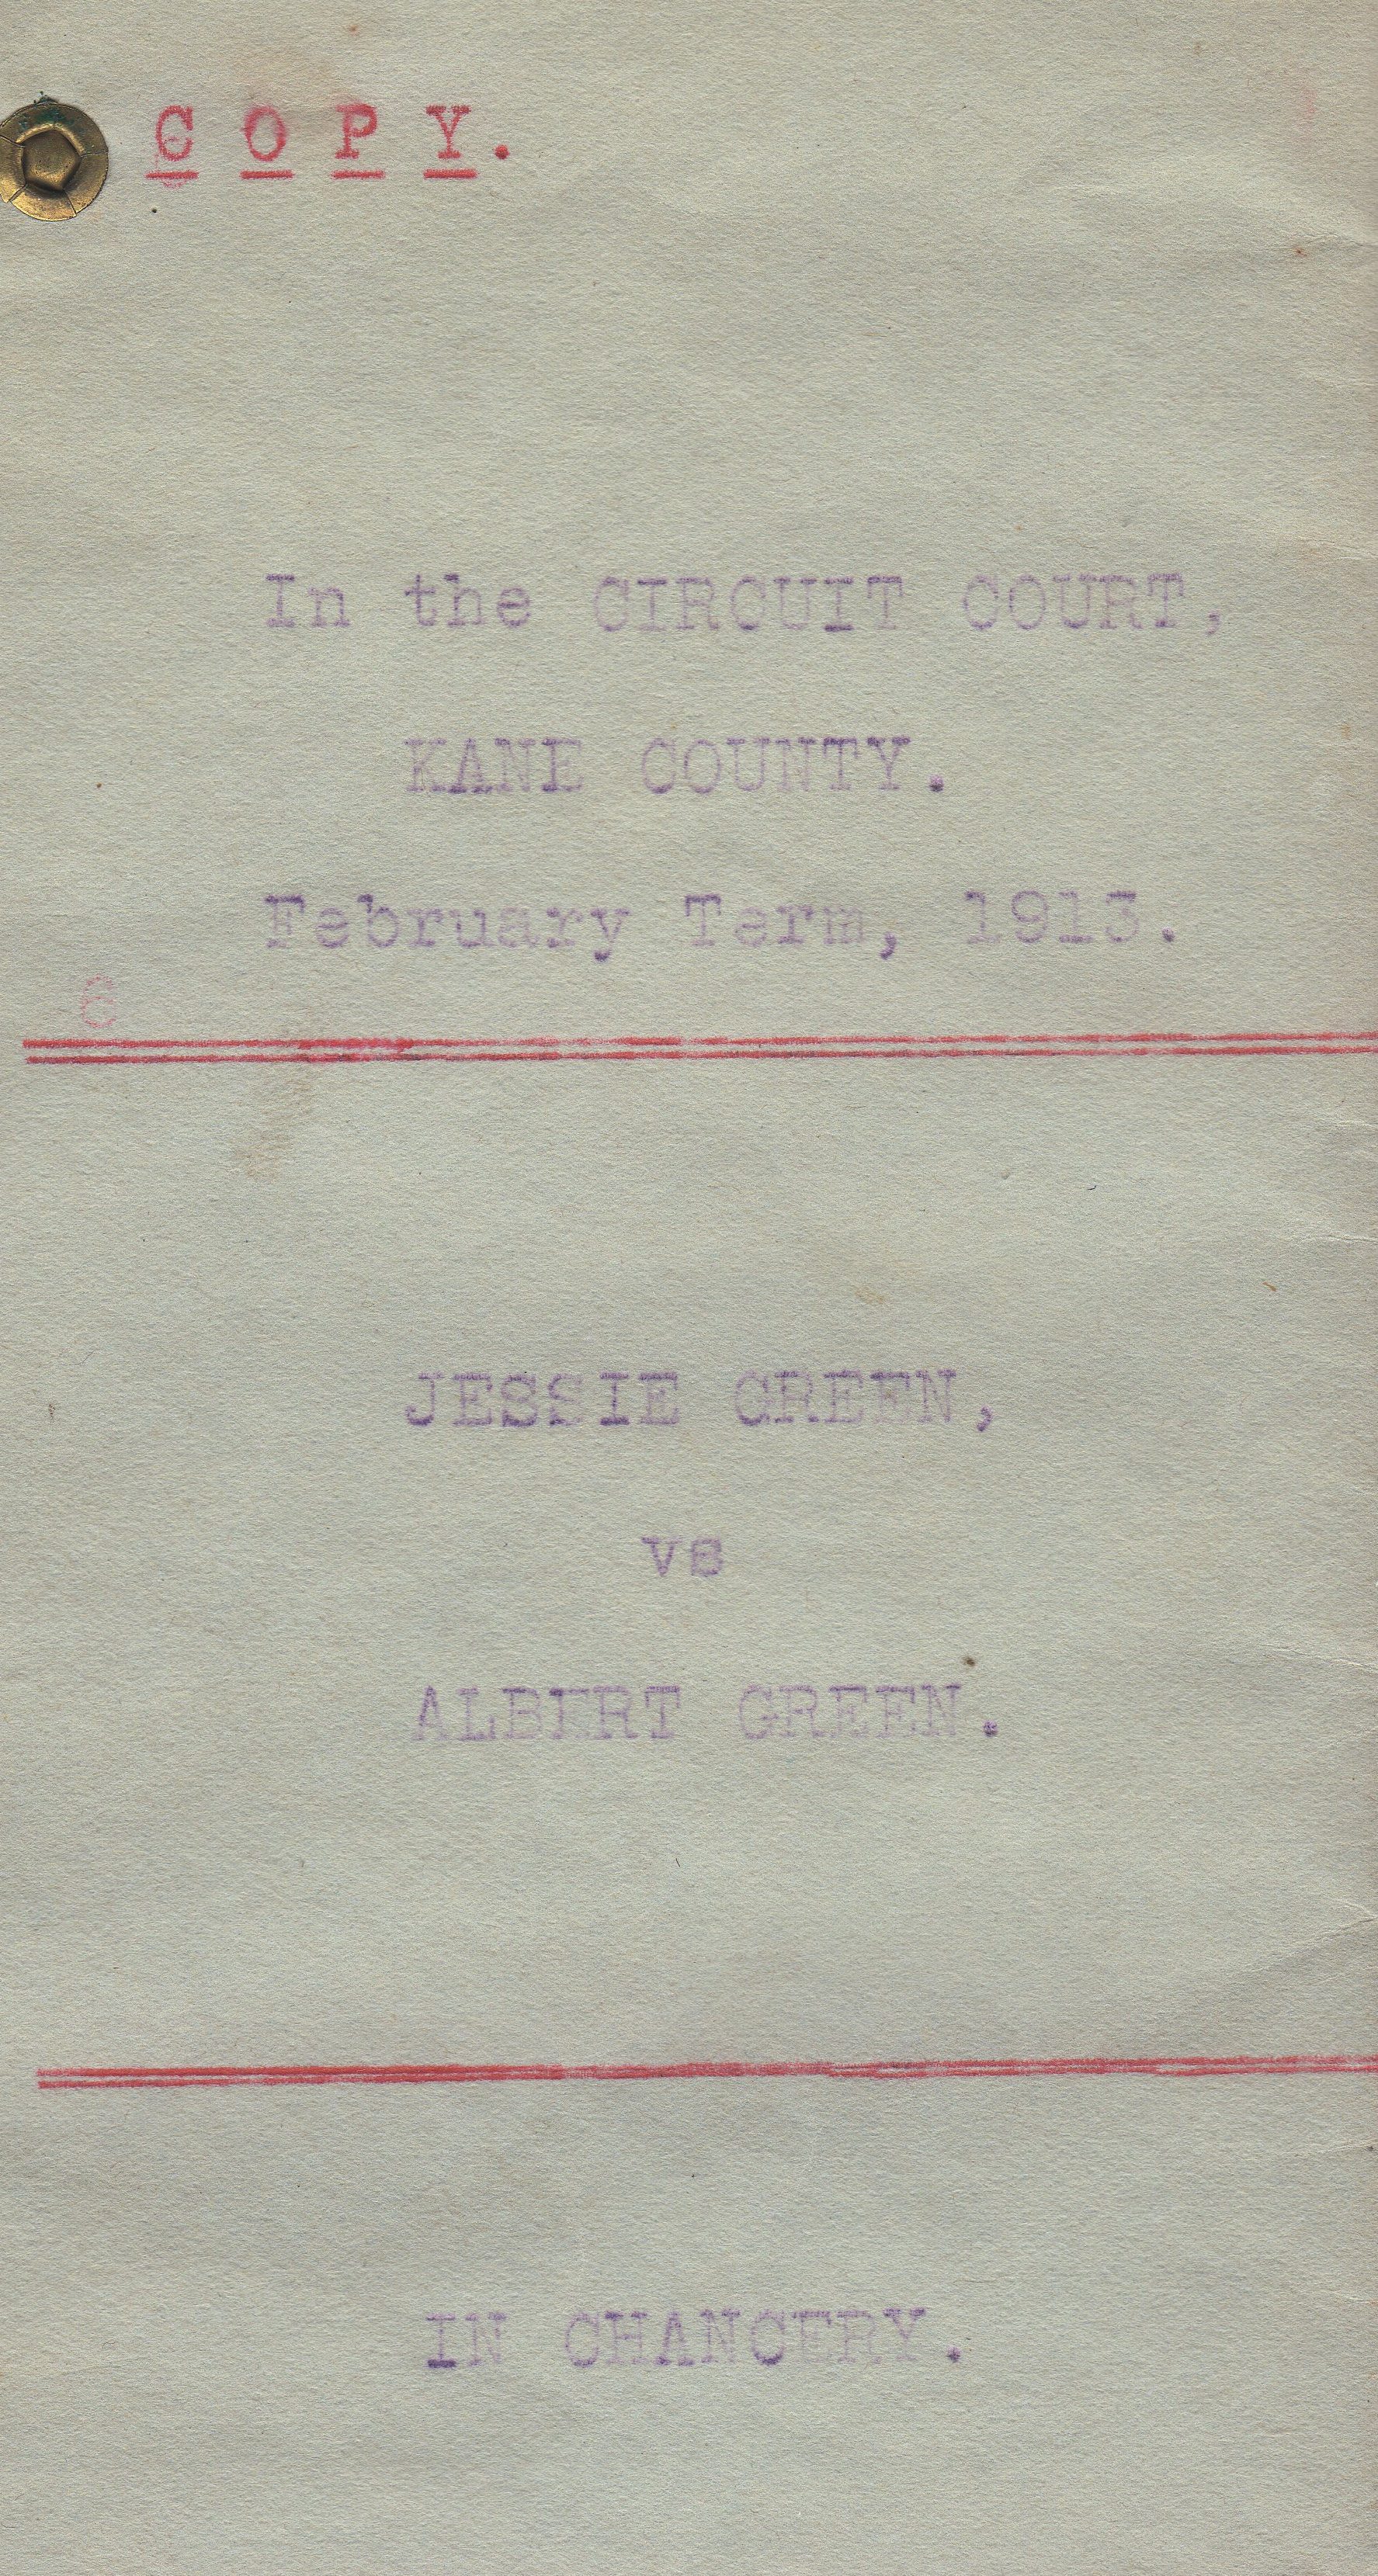 COPY.
In the CIRCUIT COURT,
KANE COUNTY.
February Term, 1913.
6
JESSIE GREEN,
vs
ALBERT GREEN.
IN CHANCERY.